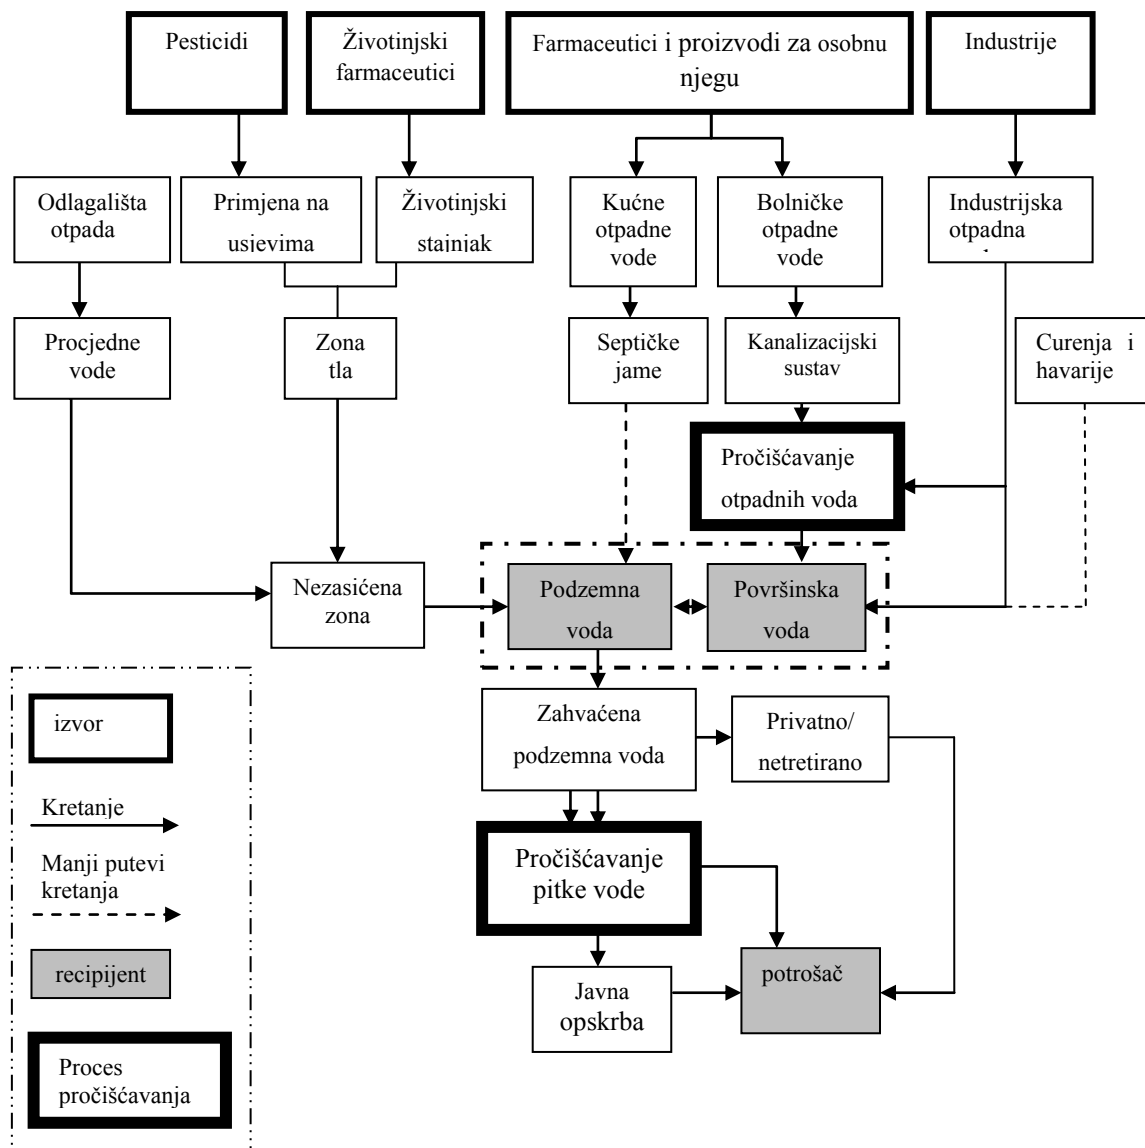 Pesticidi
Životinjski
farmaceutici
Farmaceutici i proizvodi za osobnu
njegu
Industrije
Odlagališta
otpada
Primjena na
usjevima
Životinjski
stajnjak
Kućne
otpadne
vode
Bolničke
otpadne
vode
Industrijska
otpadna
Procjedne
vode
Zona
tla
Septičke
jame
Kanalizacijski
sustav
Curenja i
havarije
Pročišćavanje
otpadnih voda
Nezasićena
zona
Podzemna
voda
Površinska
voda
Zahvaćena
podzemna voda
Privatno/
netretirano
Pročišćavanje
pitke vode
Javna
opskrba
potrošač
izvor
Kretanje
Manji putevi
kretanja
recipijent
Proces
pročišćavanja